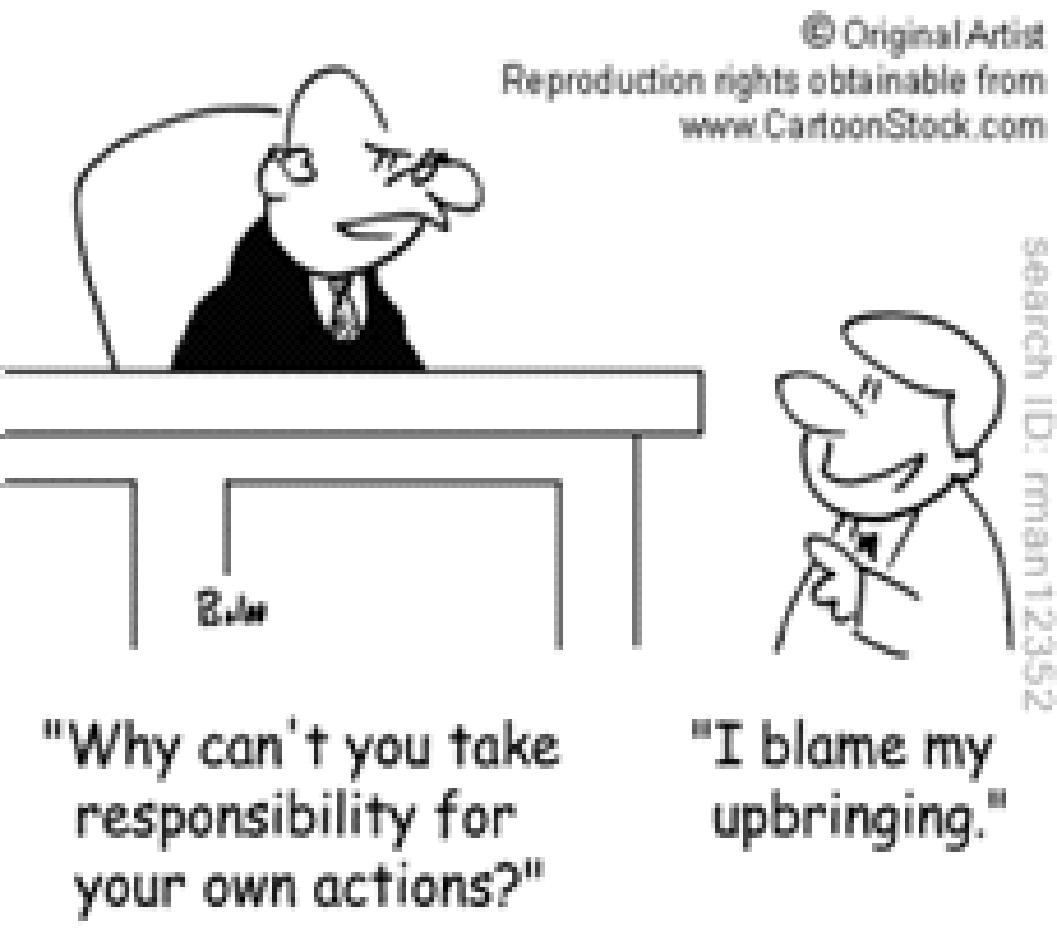 © Original Artist
Reproduction rights obtainable from
www.CartoonStock.com
search ID: rman12352
"Why can't you take
responsibility for
your own actions?"
"I blame my
upbringing."